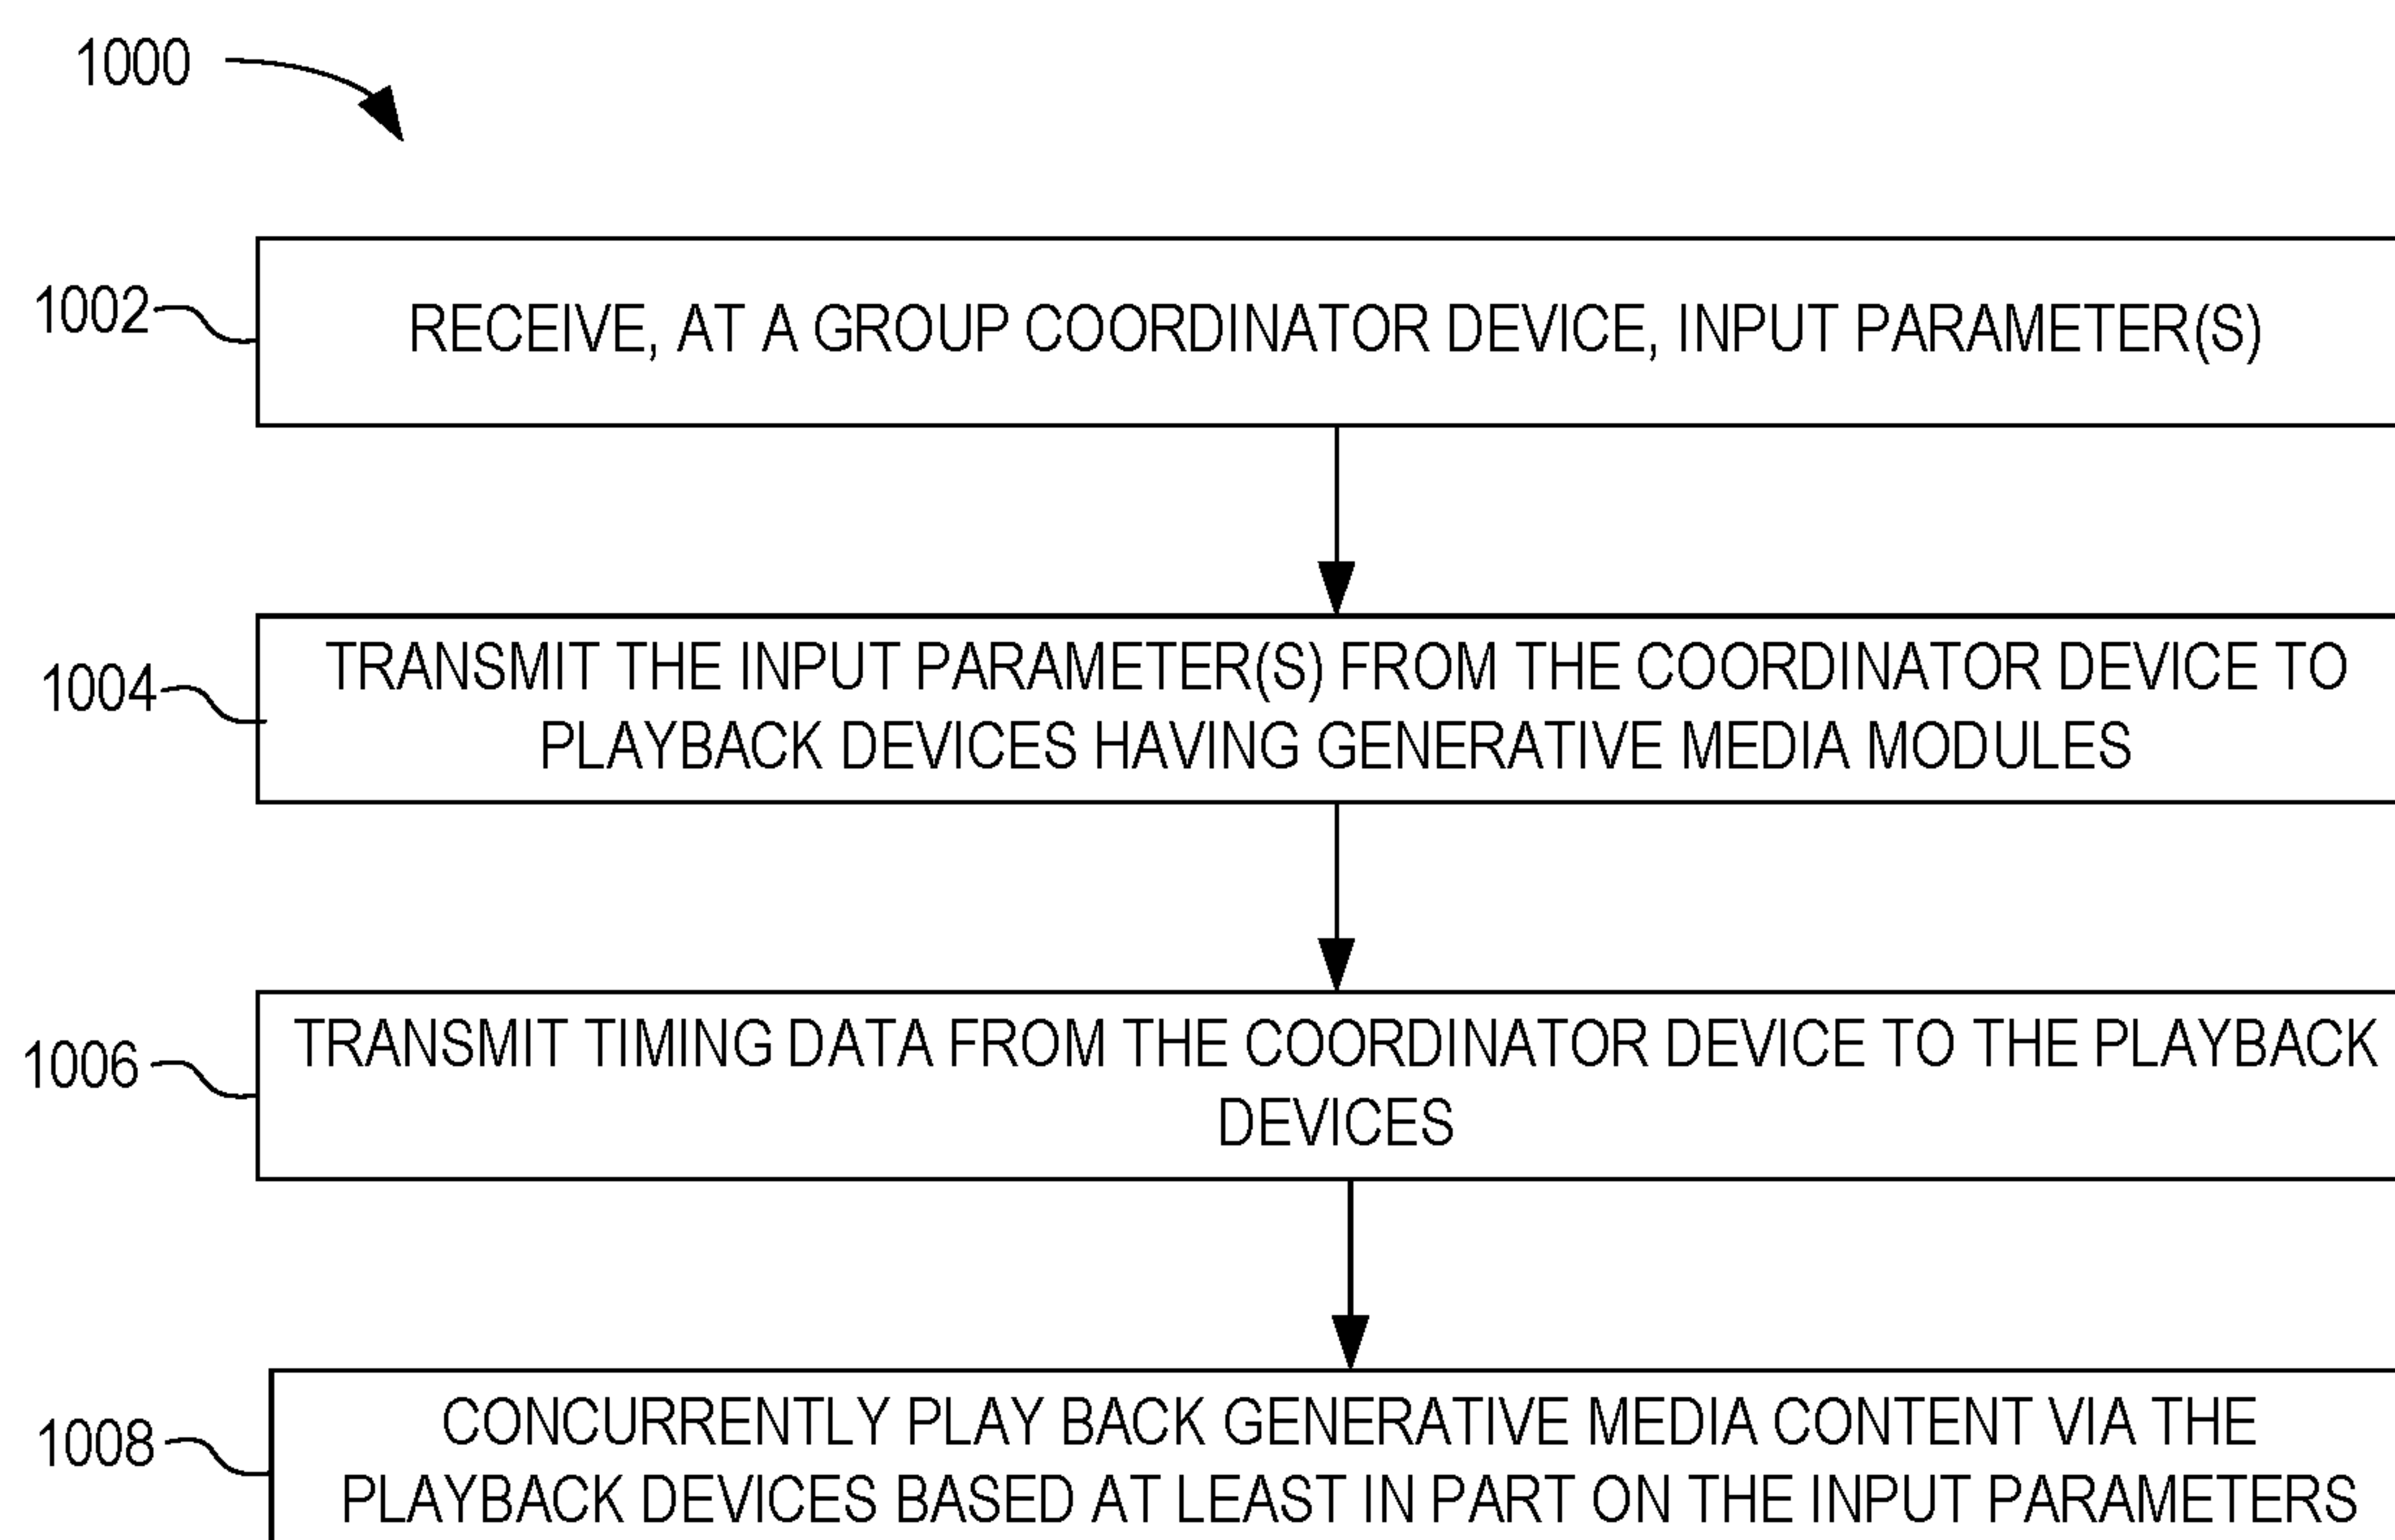 1000
1002
RECEIVE, AT A GROUP COORDINATOR DEVICE, INPUT PARAMETER(S)
1004
TRANSMIT THE INPUT PARAMETER(S) FROM THE COORDINATOR DEVICE TO
PLAYBACK DEVICES HAVING GENERATIVE MEDIA MODULES
1006
TRANSMIT TIMING DATA FROM THE COORDINATOR DEVICE TO THE PLAYBACK
DEVICES
1008
CONCURRENTLY PLAY BACK GENERATIVE MEDIA CONTENT VIA THE
PLAYBACK DEVICES BASED AT LEAST IN PART ON THE INPUT PARAMETERS